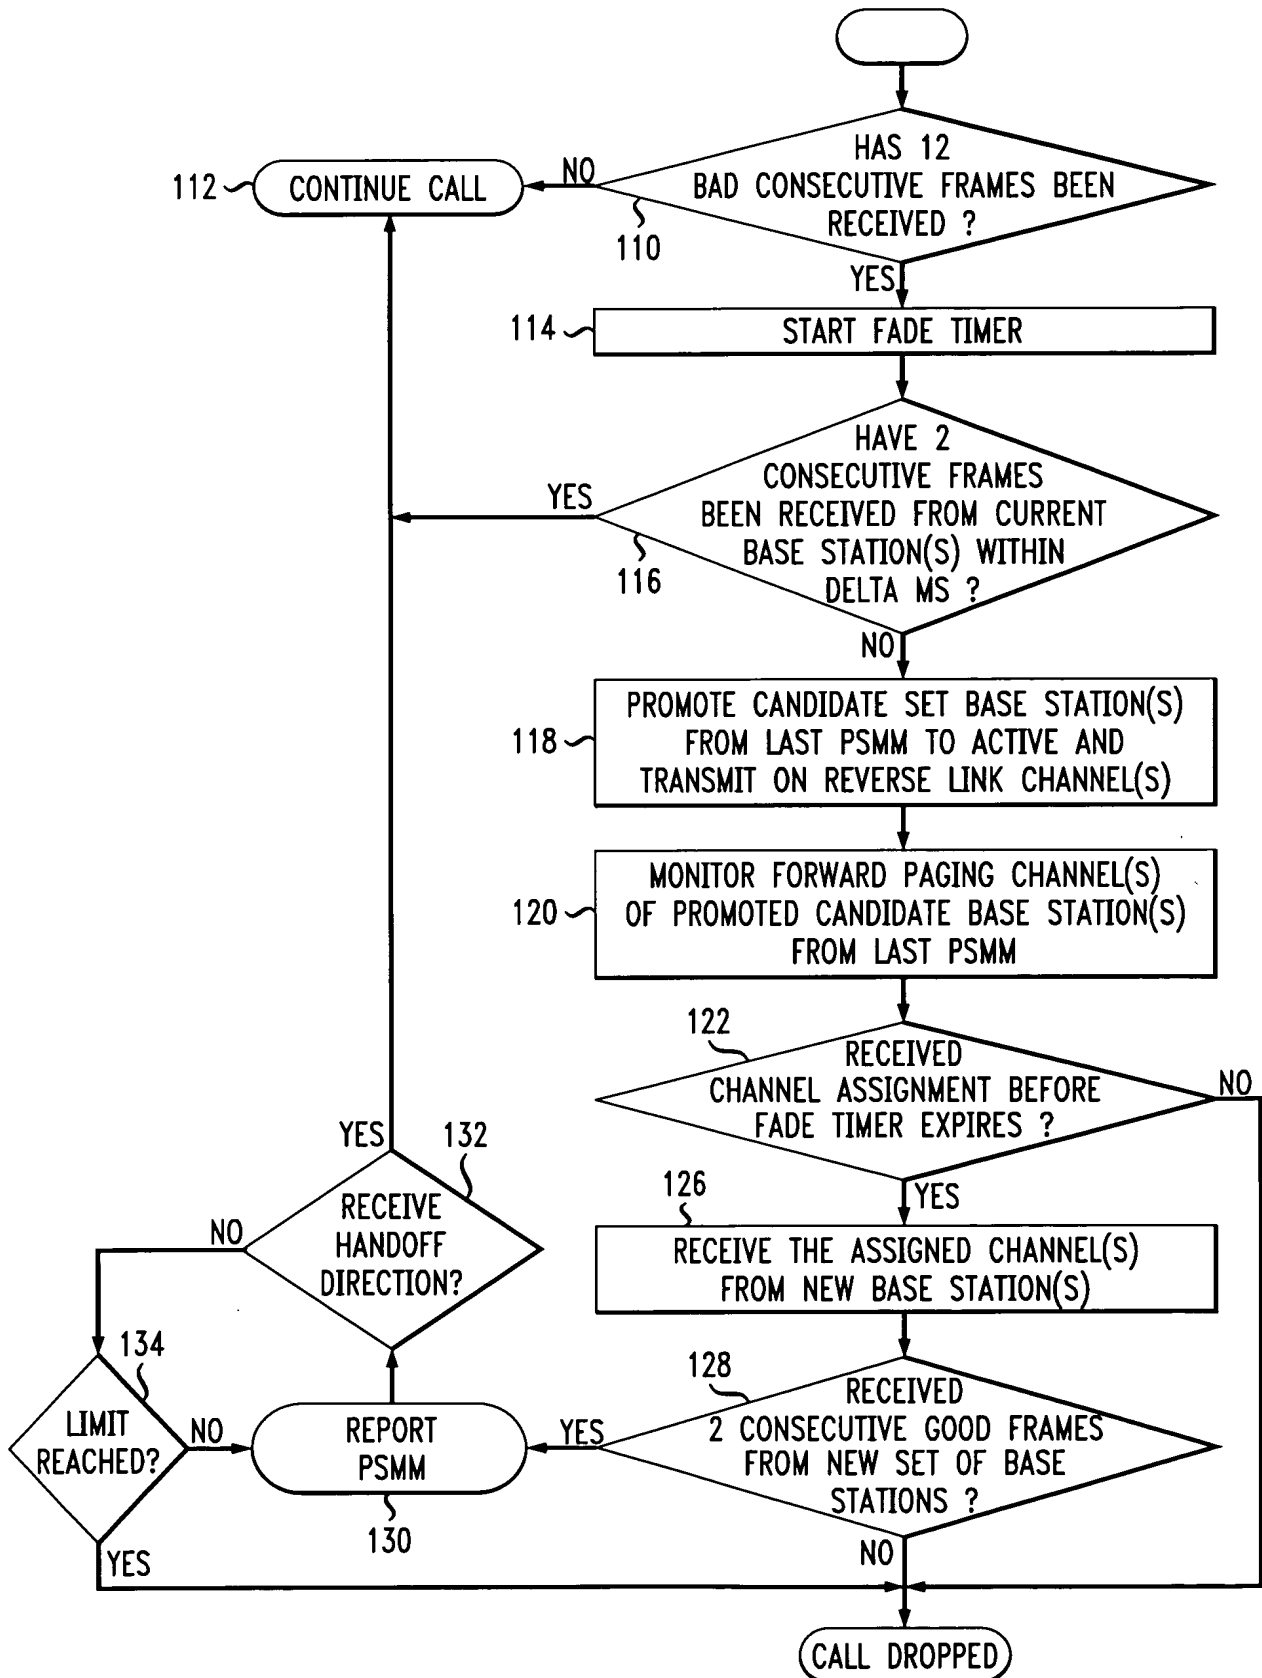 HAS 12
BAD CONSECUTIVE FRAMES BEEN
RECEIVED ?
110
NO
112
CONTINUE CALL
YES
114
START FADE TIMER
HAVE 2
CONSECUTIVE FRAMES
BEEN RECEIVED FROM CURRENT
BASE STATION(S) WITHIN
DELTA MS ?
116
YES
NO
118
PROMOTE CANDIDATE SET BASE STATION(S)
FROM LAST PSMM TO ACTIVE AND
TRANSMIT ON REVERSE LINK CHANNEL(S)
120
MONITOR FORWARD PAGING CHANNEL(S)
OF PROMOTED CANDIDATE BASE STATION(S)
FROM LAST PSMM
122
RECEIVED
CHANNEL ASSIGNMENT BEFORE
FADE TIMER EXPIRES ?
NO
YES
126
RECEIVE THE ASSIGNED CHANNEL(S)
FROM NEW BASE STATION(S)
128
RECEIVED
2 CONSECUTIVE GOOD FRAMES
FROM NEW SET OF BASE
STATIONS ?
YES
NO
REPORT
PSMM
130
YES
132
RECEIVE
HANDOFF
DIRECTION?
NO
134
LIMIT
REACHED?
NO
YES
CALL DROPPED